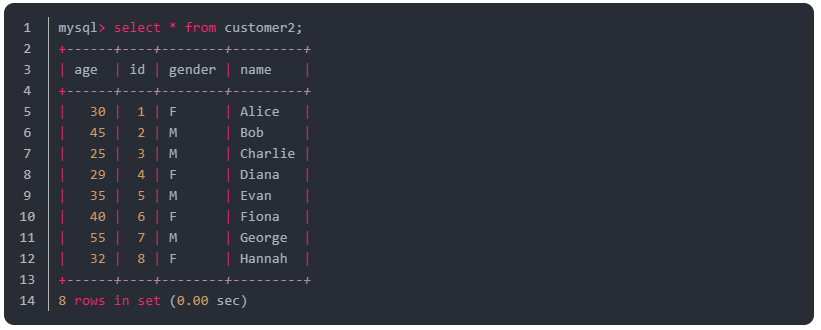 1 mysql> select * from customer2;
2 +------+----+--------+---------+
3 | age  | id | gender | name    |
4 +------+----+--------+---------+
5 |   30 |  1 | F      | Alice   |
6 |   45 |  2 | M      | Bob     |
7 |   25 |  3 | M      | Charlie |
8 |   29 |  4 | F      | Diana   |
9 |   35 |  5 | M      | Evan    |
10 |   40 |  6 | F      | Fiona   |
11 |   55 |  7 | M      | George  |
12 |   32 |  8 | F      | Hannah  |
13 +------+----+--------+---------+
14 8 rows in set (0.00 sec)